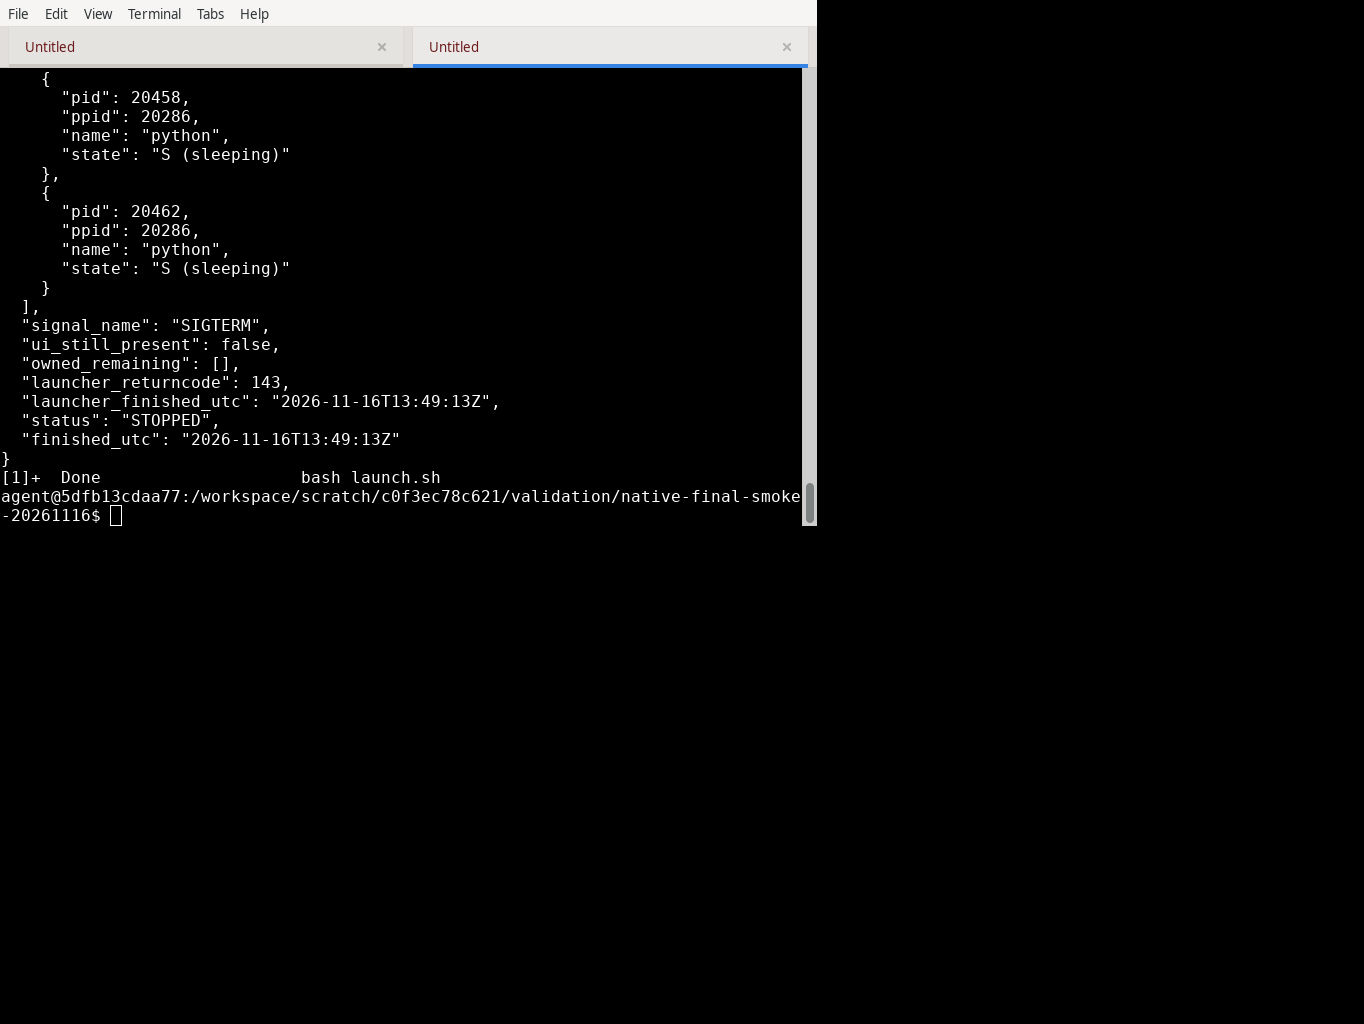 File Edit View Terminal Tabs Help
Untitled × Untitled ×
    {
      "pid": 20458,
      "ppid": 20286,
      "name": "python",
      "state": "S (sleeping)"
    },
    {
      "pid": 20462,
      "ppid": 20286,
      "name": "python",
      "state": "S (sleeping)"
    }
  ],
  "signal_name": "SIGTERM",
  "ui_still_present": false,
  "owned_remaining": [],
  "launcher_returncode": 143,
  "launcher_finished_utc": "2026-11-16T13:49:13Z",
  "status": "STOPPED",
  "finished_utc": "2026-11-16T13:49:13Z"
}
[1]+  Done                    bash launch.sh
agent@5dfb13cdaa77:/workspace/scratch/c0f3ec78c621/validation/native-final-smoke
-20261116$